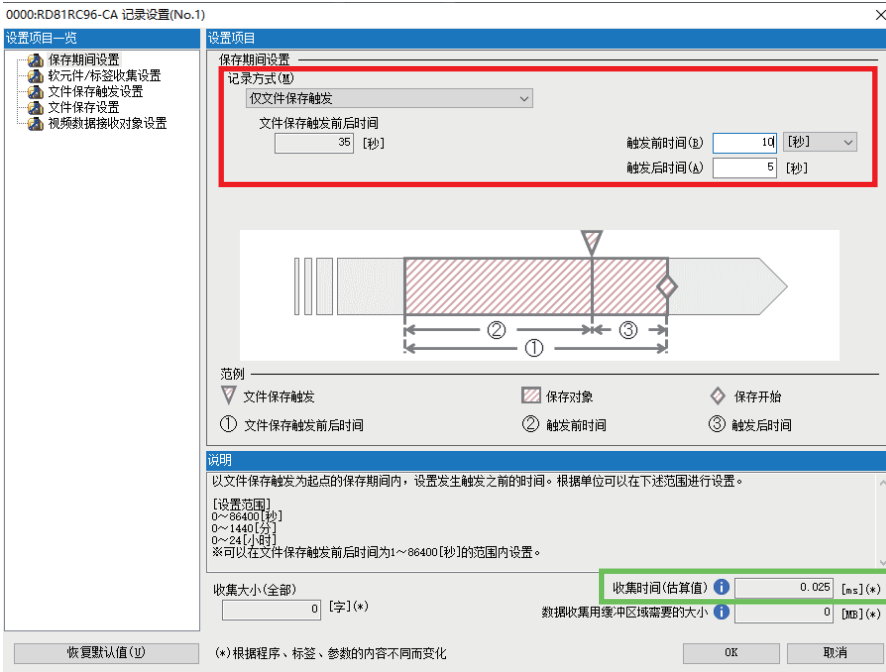 0000:RD81RC96-CA 记录设置(No.1)
设置项目一览
保存期间设置
软元件/标签收集设置
文件保存触发设置
文件保存设置
视频数据接收对象设置
设置项目
保存期间设置
记录方式(M)
仅文件保存触发
文件保存触发前后时间
35 [秒]
触发前时间(B) 10 [秒]
触发后时间(A) 5 [秒]
② ③
①
范例
文件保存触发 保存对象 保存开始
① 文件保存触发前后时间 ② 触发前时间 ③ 触发后时间
说明
以文件保存触发为起点的保存期间内，设置发生触发之前的时间。根据单位可以在下述范围进行设置。
[设置范围]
0～86400[秒]
0～1440[分]
0～24[小时]
※可以在文件保存触发前后时间为1～86400[秒]的范围内设置。
收集大小(全部)
0 [字](*)
收集时间(估算值) 0.025 [ms](*)
数据收集用缓冲区域需要的大小 0 [MB](*)
恢复默认值(U)
(*)根据程序、标签、参数的内容不同而变化
OK
取消